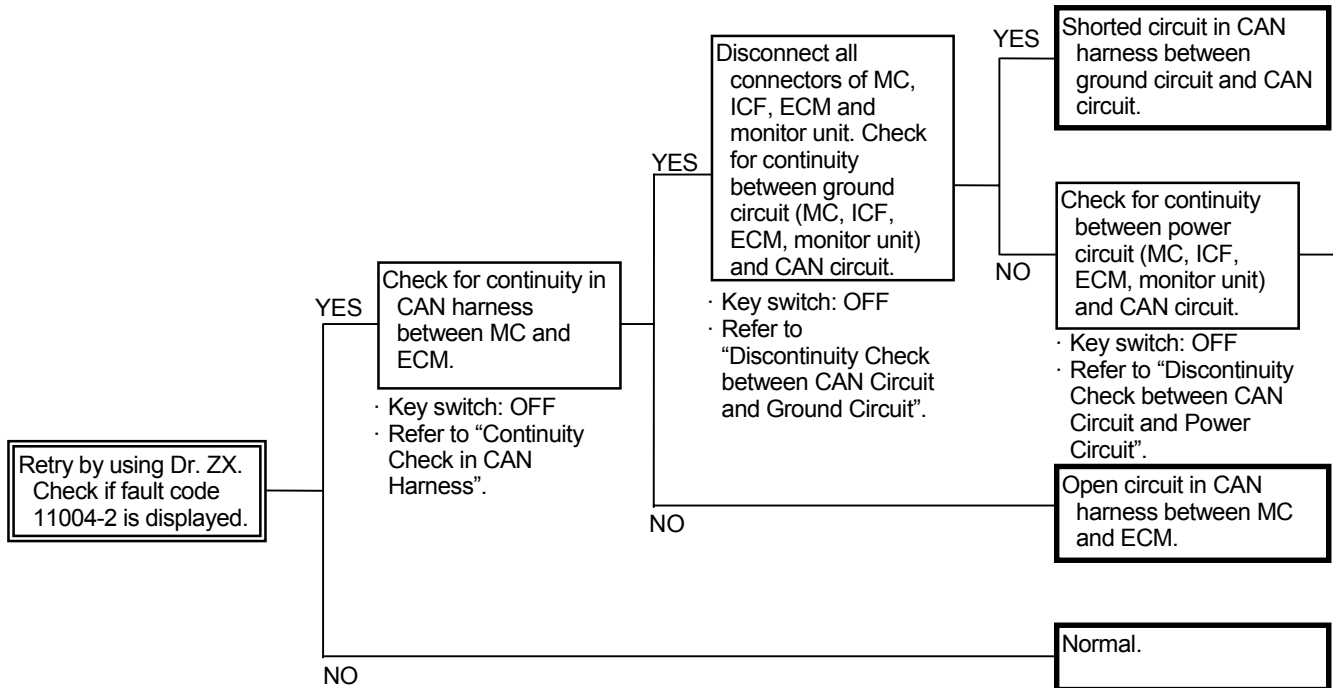 Retry by using Dr. ZX.
Check if fault code
11004-2 is displayed.
YES
NO
Check for continuity in
CAN harness
between MC and
ECM.
· Key switch: OFF
· Refer to “Continuity
Check in CAN
Harness”.
YES
NO
Disconnect all
connectors of MC,
ICF, ECM and
monitor unit. Check
for continuity
between ground
circuit (MC, ICF,
ECM, monitor unit)
and CAN circuit.
· Key switch: OFF
· Refer to
“Discontinuity Check
between CAN Circuit
and Ground Circuit”.
YES
NO
Shorted circuit in CAN
harness between
ground circuit and CAN
circuit.
Check for continuity
between power
circuit (MC, ICF,
ECM, monitor unit)
and CAN circuit.
· Key switch: OFF
· Refer to “Discontinuity
Check between CAN
Circuit and Power
Circuit”.
Open circuit in CAN
harness between MC
and ECM.
Normal.